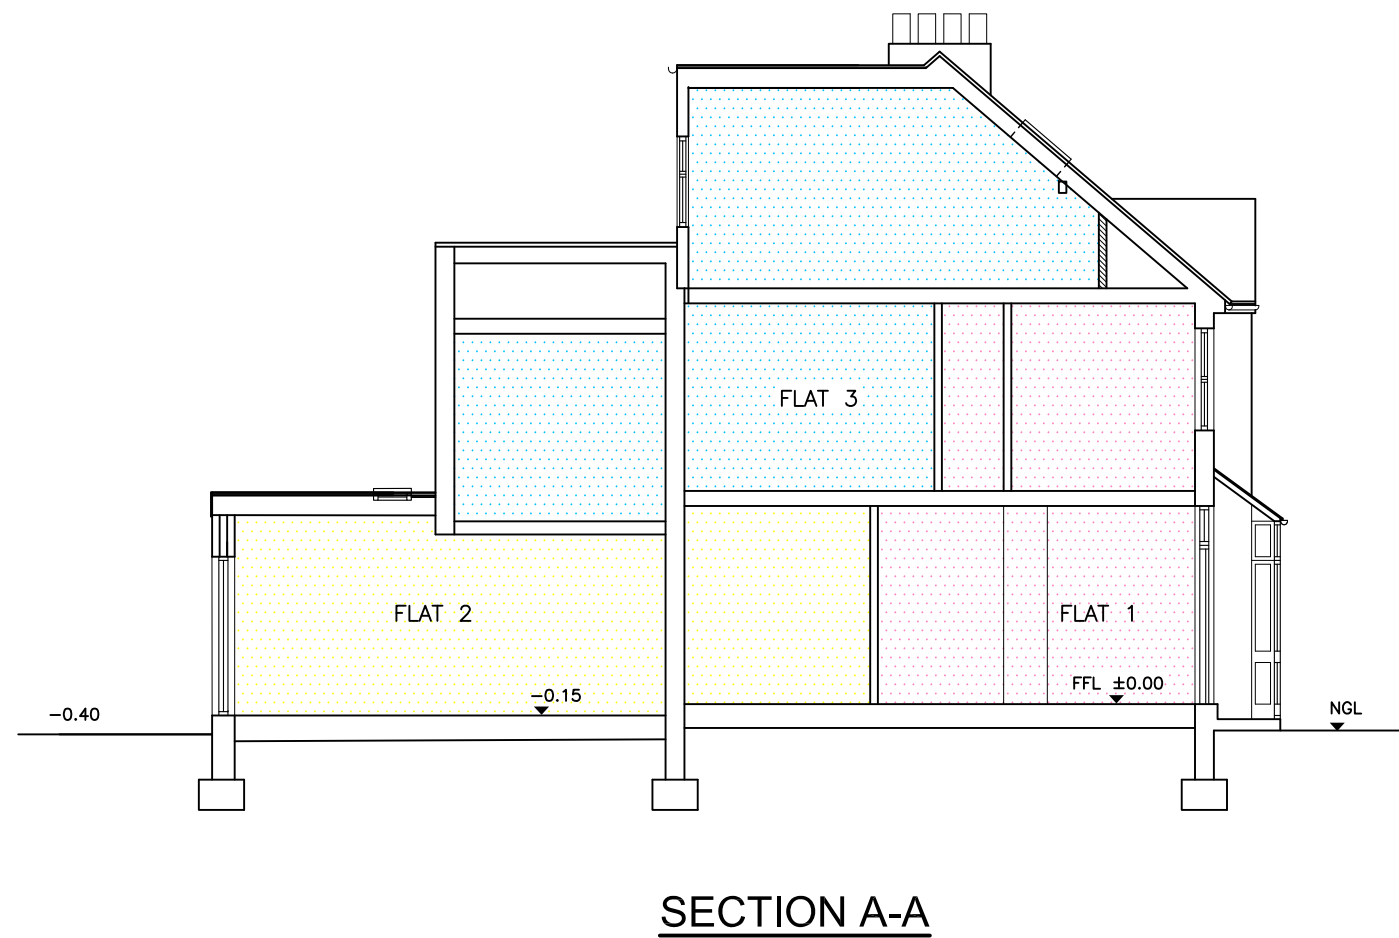 FLAT 3
FLAT 2
FLAT 1
FFL ±0.00
−0.15
−0.40
NGL
SECTION A-A